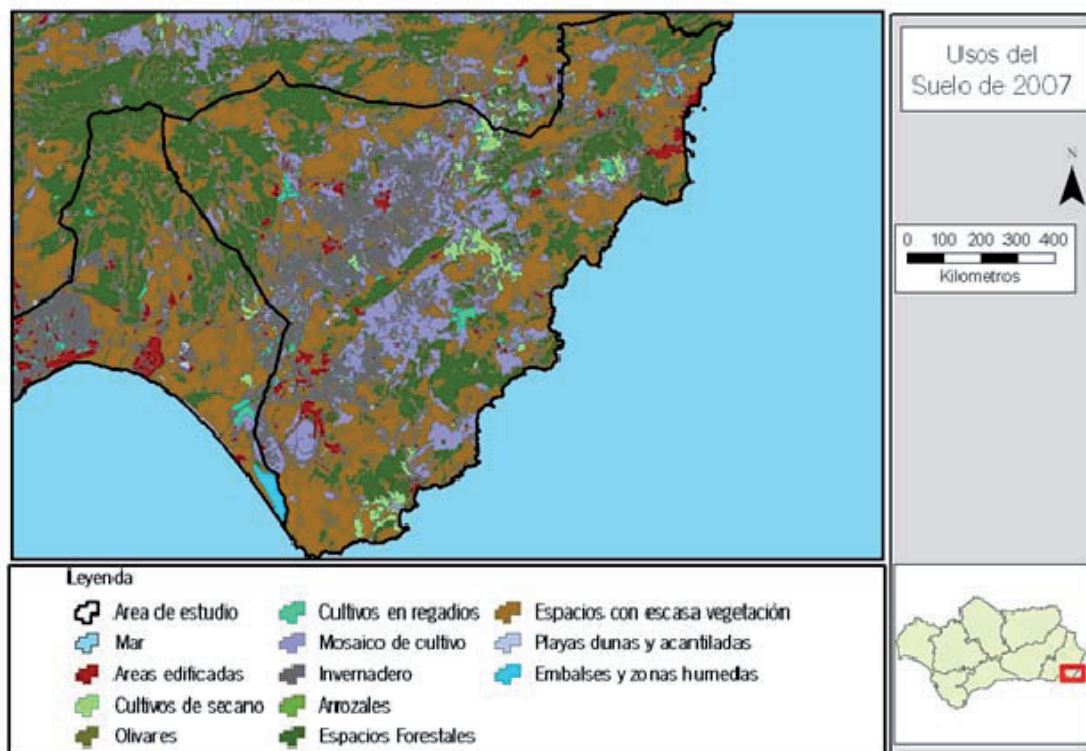 Usos del
Suelo de 2007
N
0 100 200 300 400
Kilometros
Leyenda
Area de estudio
Mar
Areas edificadas
Cultivos de secano
Olivares
Cultivos en regadios
Mosaico de cultivo
Invernadero
Arrozales
Espacios Forestales
Espacios con escasa vegetación
Playas dunas y acantiladas
Embalses y zonas humedas